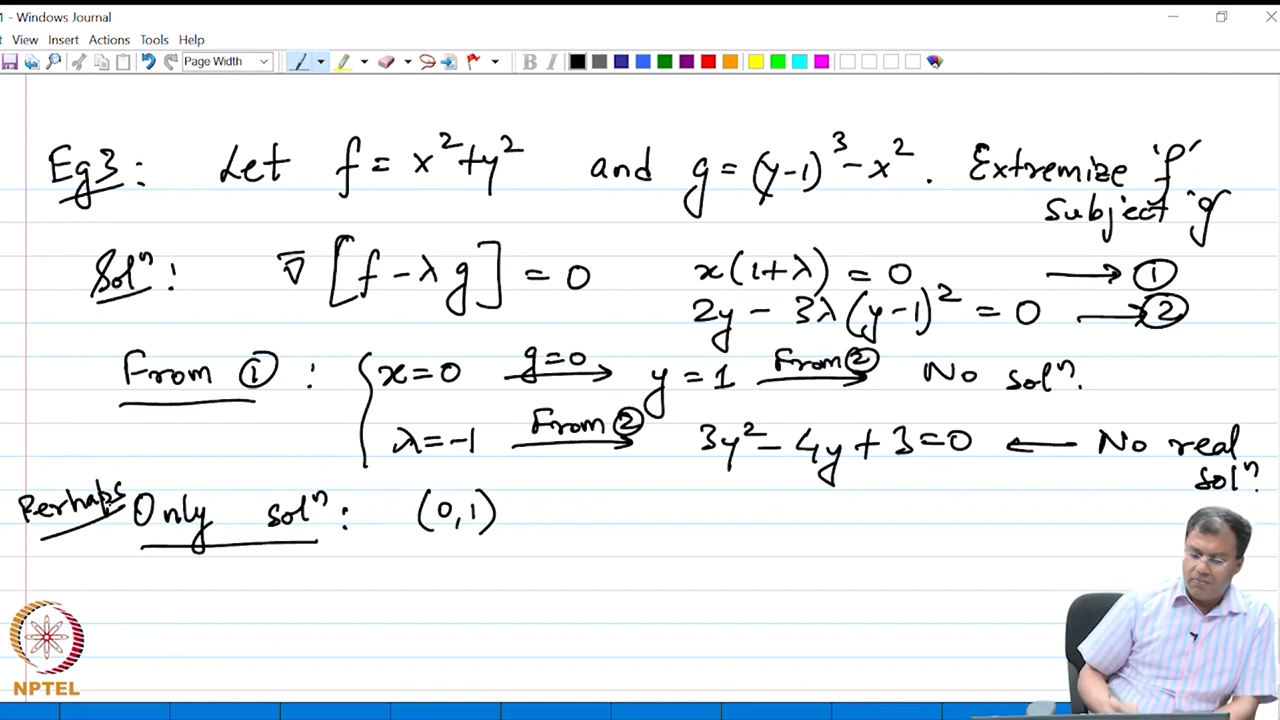 1 - Windows Journal
View Insert Actions Tools Help
Page Width
B I
Eg3: Let f = x²+y² and g = (y-1)³ - x². Extremize 'f'
subject 'g'
Solⁿ: ∇̅ [f - λg] = 0 x(1+λ) = 0 → ①
2y - 3λ(y-1)² = 0 → ②
From ① : { x=0 g=0→ y = 1 From ②→ No solⁿ.
λ=-1 From ②→ 3y² - 4y + 3 = 0 ← No real
solⁿ.
Perhaps Only solⁿ: (0,1)
NPTEL